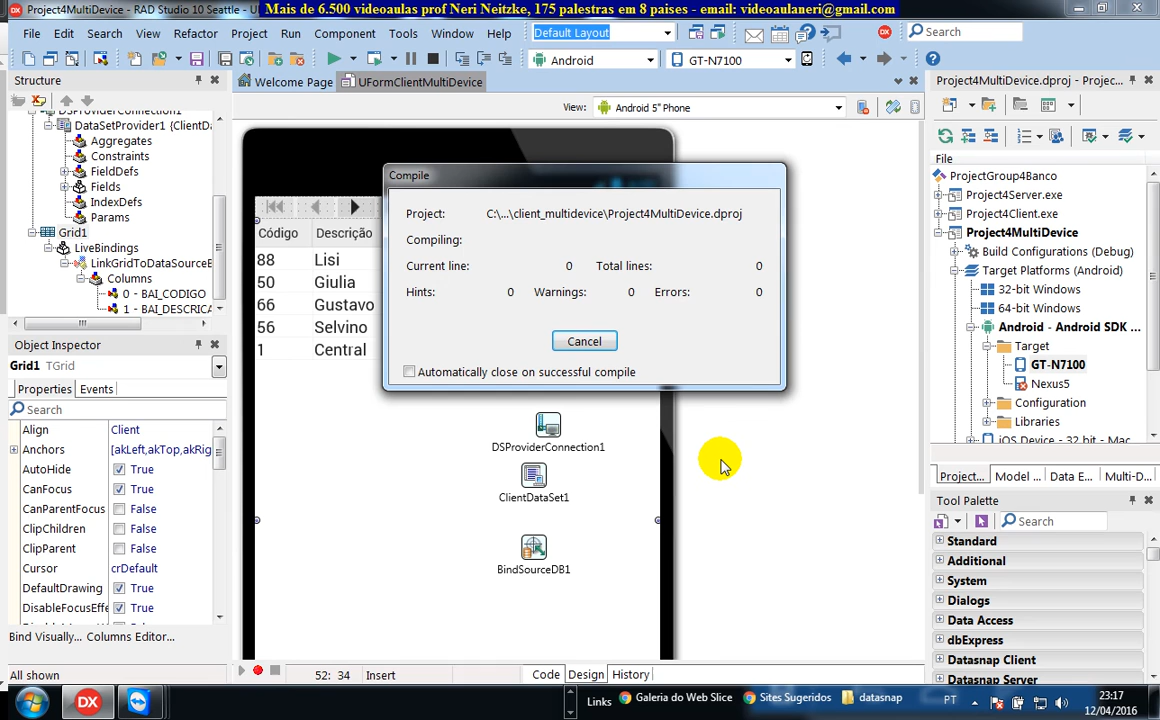 Project4MultiDevice - RAD Studio 10 Seattle - U
Mais de 6.500 videoaulas prof Neri Neitzke, 175 palestras em 8 paises - email: videoaulaneri@gmail.com
File Edit Search View Refactor Project Run Component Tools Window Help
Default Layout
Search
Android
GT-N7100
Structure
Welcome Page
UFormClientMultiDevice
Project4MultiDevice.dproj - Projec...
View:
Android 5" Phone
DSProviderConnection1
DataSetProvider1 {ClientDa
Aggregates
Constraints
FieldDefs
Fields
IndexDefs
Params
Grid1
LiveBindings
LinkGridToDataSourceB
Columns
0 - BAI_CODIGO
1 - BAI_DESCRICA
Código
Descrição
88 Lisi
50 Giulia
66 Gustavo
56 Selvino
1 Central
Compile
Project: C:\...\client_multidevice\Project4MultiDevice.dproj
Compiling:
Current line: 0 Total lines: 0
Hints: 0 Warnings: 0 Errors: 0
Cancel
Automatically close on successful compile
DSProviderConnection1
ClientDataSet1
BindSourceDB1
File
ProjectGroup4Banco
Project4Server.exe
Project4Client.exe
Project4MultiDevice
Build Configurations (Debug)
Target Platforms (Android)
32-bit Windows
64-bit Windows
Android - Android SDK ...
Target
GT-N7100
Nexus5
Configuration
Libraries
iOS Device - 32 bit - Mac
Projec... Model ... Data E... Multi-D...
Object Inspector
Grid1 TGrid
Properties Events
Search
Align Client
Anchors [akLeft,akTop,akRig
AutoHide True
CanFocus True
CanParentFocus False
ClipChildren False
ClipParent False
Cursor crDefault
DefaultDrawing True
DisableFocusEffe False
Bind Visually... Columns Editor...
All shown
52: 34
Insert
Code Design History
Tool Palette
Search
Standard
Additional
System
Dialogs
Data Access
dbExpress
Datasnap Client
Datasnap Server
DX
Links
Galeria do Web Slice
Sites Sugeridos
datasnap
PT
23:17
12/04/2016